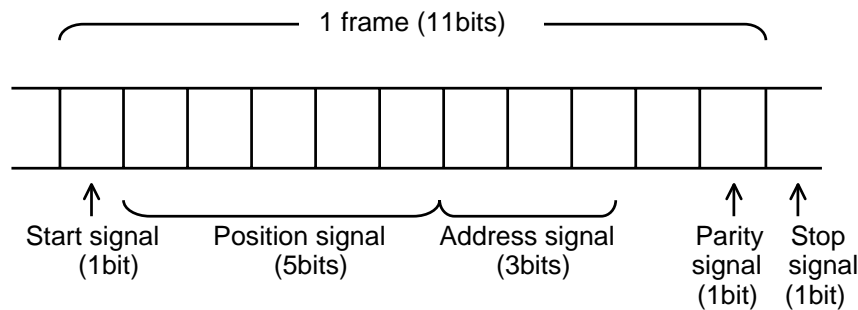 1 frame (11bits)
Start signal
(1bit)
Position signal
(5bits)
Address signal
(3bits)
Parity
signal
(1bit)
Stop
signal
(1bit)